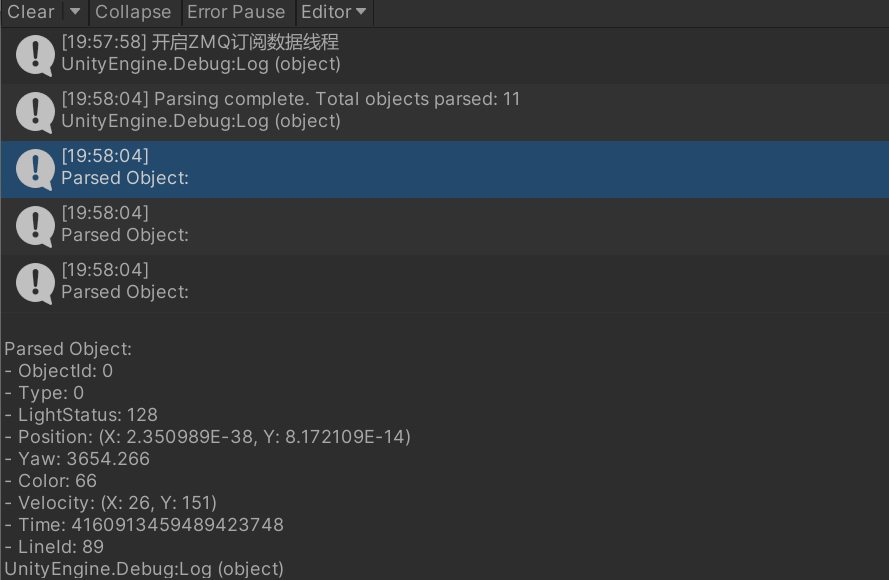 Clear Collapse Error Pause Editor
[19:57:58] 开启ZMQ订阅数据线程
UnityEngine.Debug:Log (object)
[19:58:04] Parsing complete. Total objects parsed: 11
UnityEngine.Debug:Log (object)
[19:58:04]
Parsed Object:
[19:58:04]
Parsed Object:
[19:58:04]
Parsed Object:
Parsed Object:
- ObjectId: 0
- Type: 0
- LightStatus: 128
- Position: (X: 2.350989E-38, Y: 8.172109E-14)
- Yaw: 3654.266
- Color: 66
- Velocity: (X: 26, Y: 151)
- Time: 4160913459489423748
- LineId: 89
UnityEngine.Debug:Log (object)